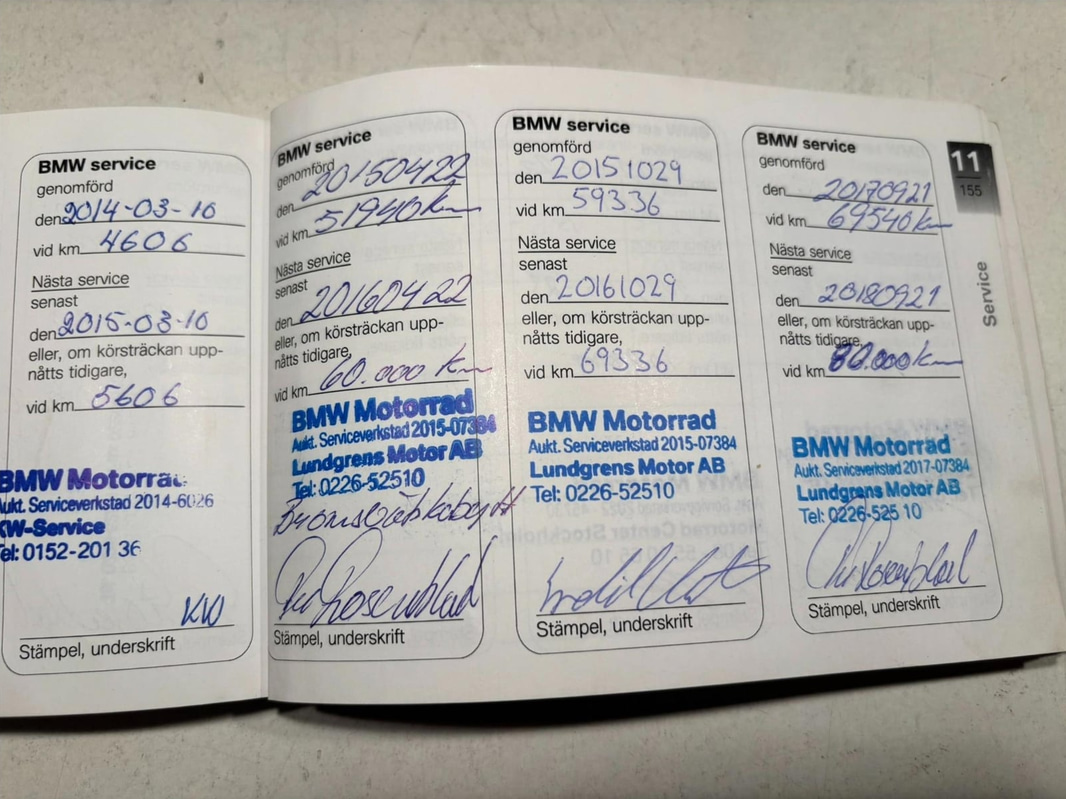 BMW service
genomförd
den 2014-03-10
vid km 4606
Nästa service
senast
den 2015-03-10
eller, om körsträckan upp-
nåtts tidigare,
vid km 5606
BMW Motorrad
Aukt. Serviceverkstad 2014-6026
KW-Service
Tel: 0152-201 36
KW
Stämpel, underskrift
BMW service
genomförd
den 20150422
vid km 51940 km
Nästa service
senast
den 20160422
eller, om körsträckan upp-
nåtts tidigare,
vid km 60.000 km
BMW Motorrad
Aukt. Serviceverkstad 2015-07384
Lundgrens Motor AB
Tel: 0226-52510
Bromsvätskabytt
Stämpel, underskrift
BMW service
genomförd
den 20151029
vid km 59336
Nästa service
senast
den 20161029
eller, om körsträckan upp-
nåtts tidigare,
vid km 69336
BMW Motorrad
Aukt. Serviceverkstad 2015-07384
Lundgrens Motor AB
Tel: 0226-52510
Stämpel, underskrift
BMW service
genomförd
den 20170921
vid km 69540 km
Nästa service
senast
den 20180921
eller, om körsträckan upp-
nåtts tidigare,
vid km 80.000 km
BMW Motorrad
Aukt. Serviceverkstad 2017-07384
Lundgrens Motor AB
Tel: 0226-525 10
Rosenblad
Stämpel, underskrift
11
155
Service